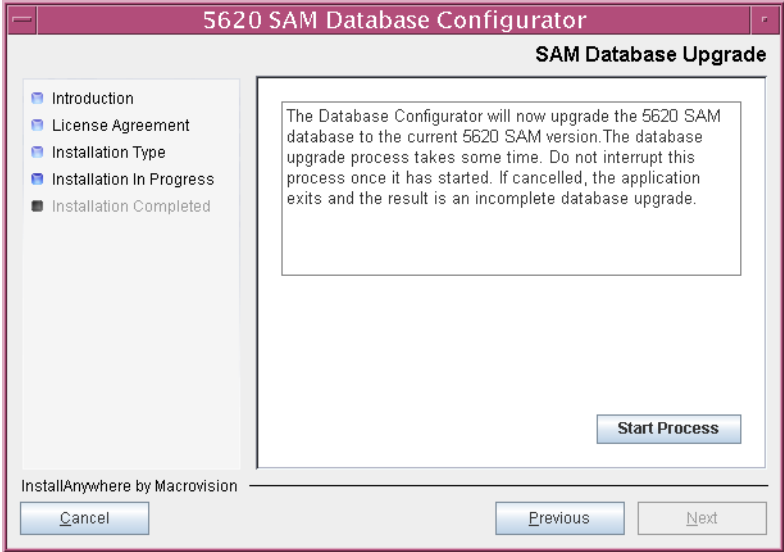 5620 SAM Database Configurator
SAM Database Upgrade
Introduction
License Agreement
Installation Type
Installation In Progress
Installation Completed
The Database Configurator will now upgrade the 5620 SAM
database to the current 5620 SAM version.The database
upgrade process takes some time. Do not interrupt this
process once it has started. If cancelled, the application
exits and the result is an incomplete database upgrade.
Start Process
InstallAnywhere by Macrovision
Cancel
Previous
Next